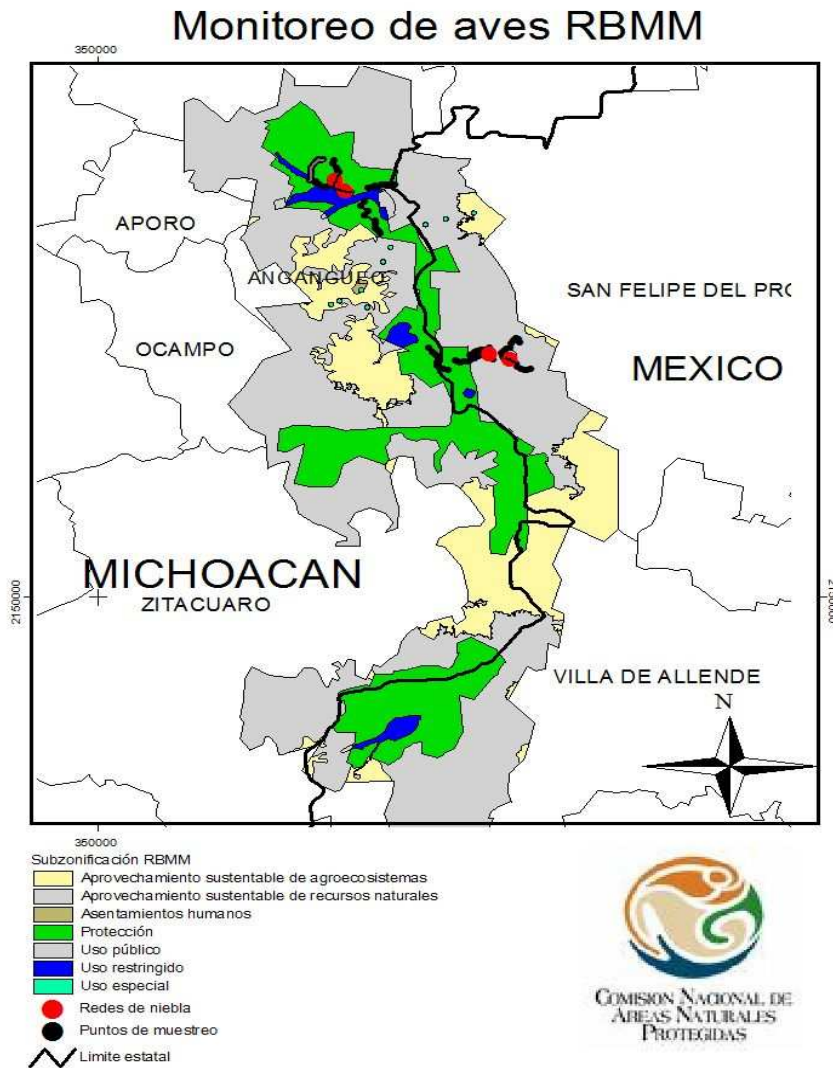 Monitoreo de aves RBMM
350000
APORO
ANGANGUEO
SAN FELIPE DEL PRO
OCAMPO
MEXICO
MICHOACAN
ZITACUARO
2150000
2150000
VILLA DE ALLENDE
N
350000
Subzonificación RBMM
Aprovechamiento sustentable de agroecosistemas
Aprovechamiento sustentable de recursos naturales
Asentamientos humanos
Protección
Uso público
Uso restringido
Uso especial
Redes de niebla
Puntos de muestreo
Limite estatal
COMISION NACIONAL DE
AREAS NATURALES
PROTEGIDAS